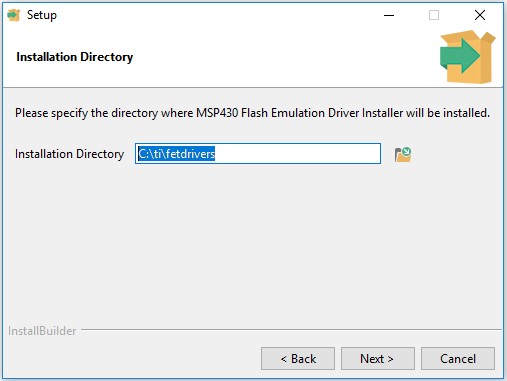 Setup
Installation Directory
Please specify the directory where MSP430 Flash Emulation Driver Installer will be installed.
Installation Directory C:\ti\fetdrivers
InstallBuilder
< Back Next > Cancel